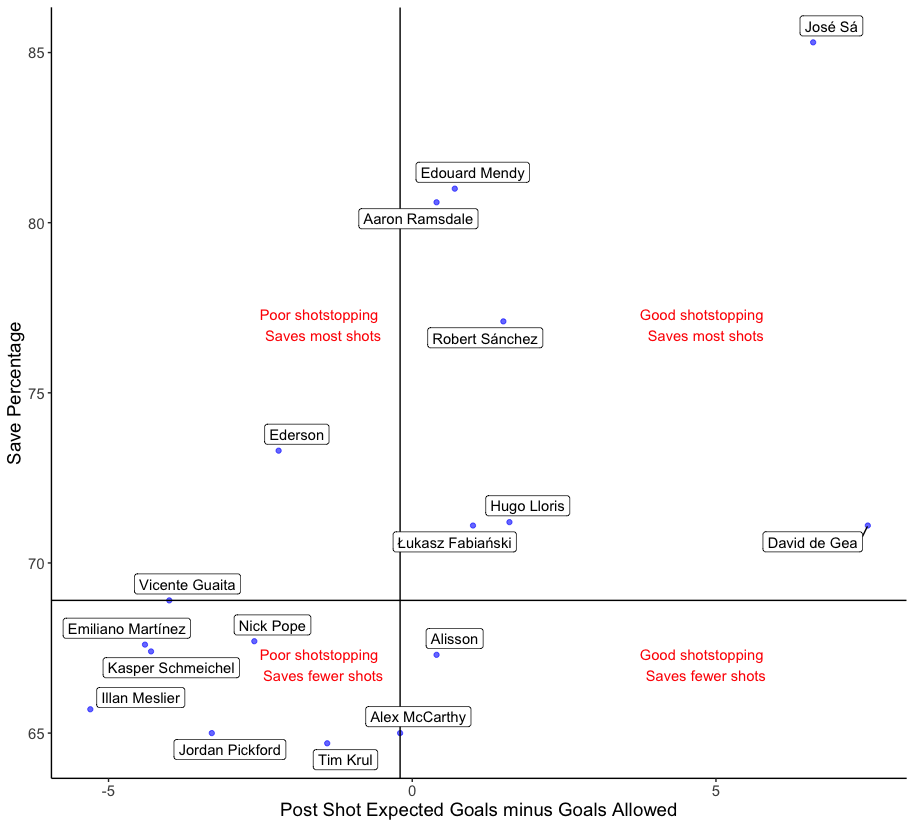 José Sá
85
Edouard Mendy
Aaron Ramsdale
80
Poor shotstopping
Saves most shots
Good shotstopping
Saves most shots
Robert Sánchez
Save Percentage
75
Ederson
Hugo Lloris
Łukasz Fabiański
David de Gea
70
Vicente Guaita
Emiliano Martínez
Nick Pope
Alisson
Kasper Schmeichel
Poor shotstopping
Saves fewer shots
Good shotstopping
Saves fewer shots
Illan Meslier
Alex McCarthy
65
Jordan Pickford
Tim Krul
-5
0
5
Post Shot Expected Goals minus Goals Allowed